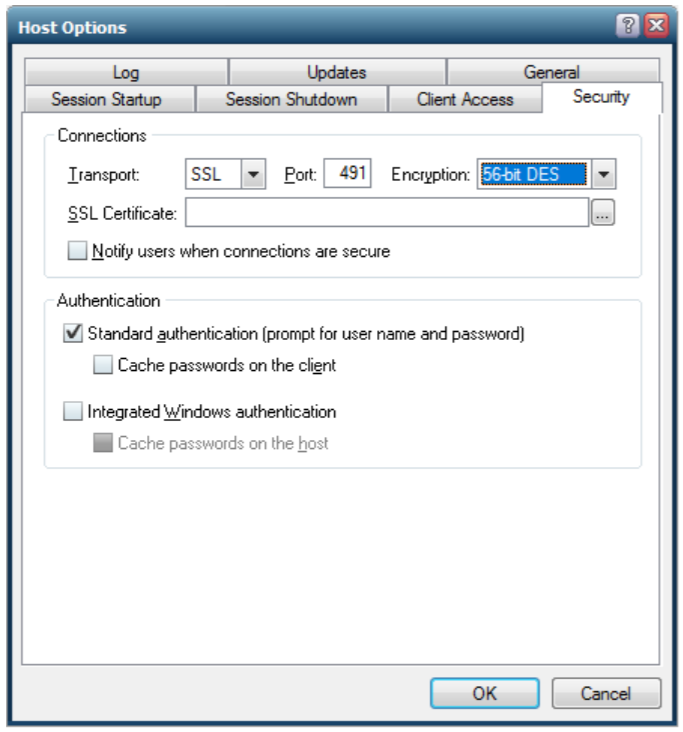 Host Options
Log Updates General
Session Startup Session Shutdown Client Access Security
Connections
Transport: SSL Port: 491 Encryption: 56-bit DES
SSL Certificate: ...
Notify users when connections are secure
Authentication
Standard authentication (prompt for user name and password)
Cache passwords on the client
Integrated Windows authentication
Cache passwords on the host
OK Cancel